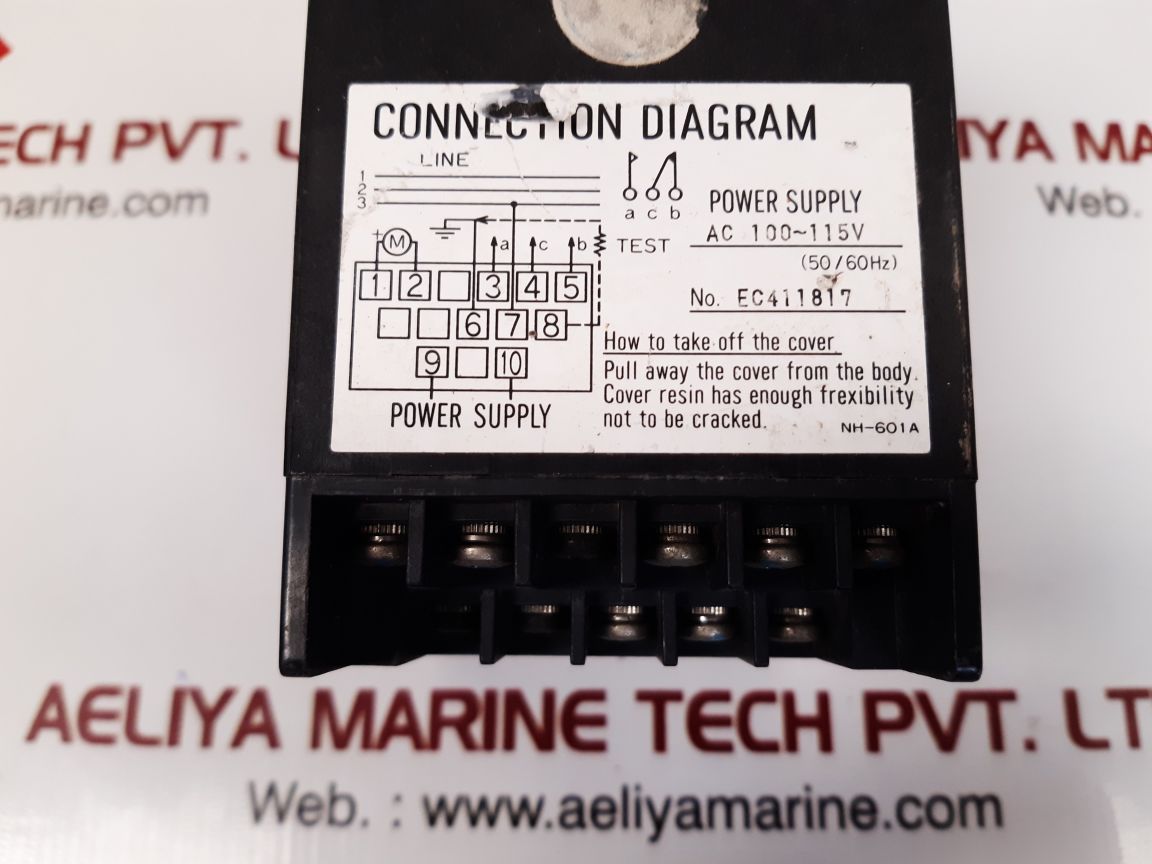 ECH PVT. L
marine.com
IYA MA
Web.
CONNECTION DIAGRAM
LINE
1
2
3
a c b
POWER SUPPLY
AC 100~115V
(50/60Hz)
No. EC411817
+ M
a c b TEST
1 2 3 4 5
6 7 8
9 10
POWER SUPPLY
How to take off the cover
Pull away the cover from the body.
Cover resin has enough frexibility
not to be cracked.
NH-601A
AELIYA MARINE TECH PVT. LT
Web. : www.aeliyamarine.com